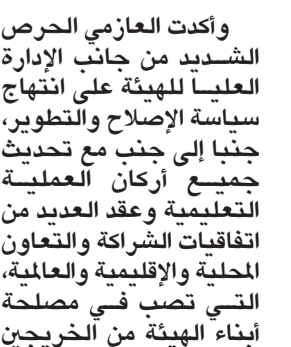 وأكدت العازمي الحرص
الشديد من جانب الإدارة
العليا للهيئة على انتهاج
سياسة الإصلاح والتطوير،
جنبا إلى جنب مع تحديث
جميع أركان العملية
التعليمية وعقد العديد من
اتفاقيات الشراكة والتعاون
المحلية والإقليمية والعالمية،
التي تصب في مصلحة
أبناء الهيئة من الخريجين